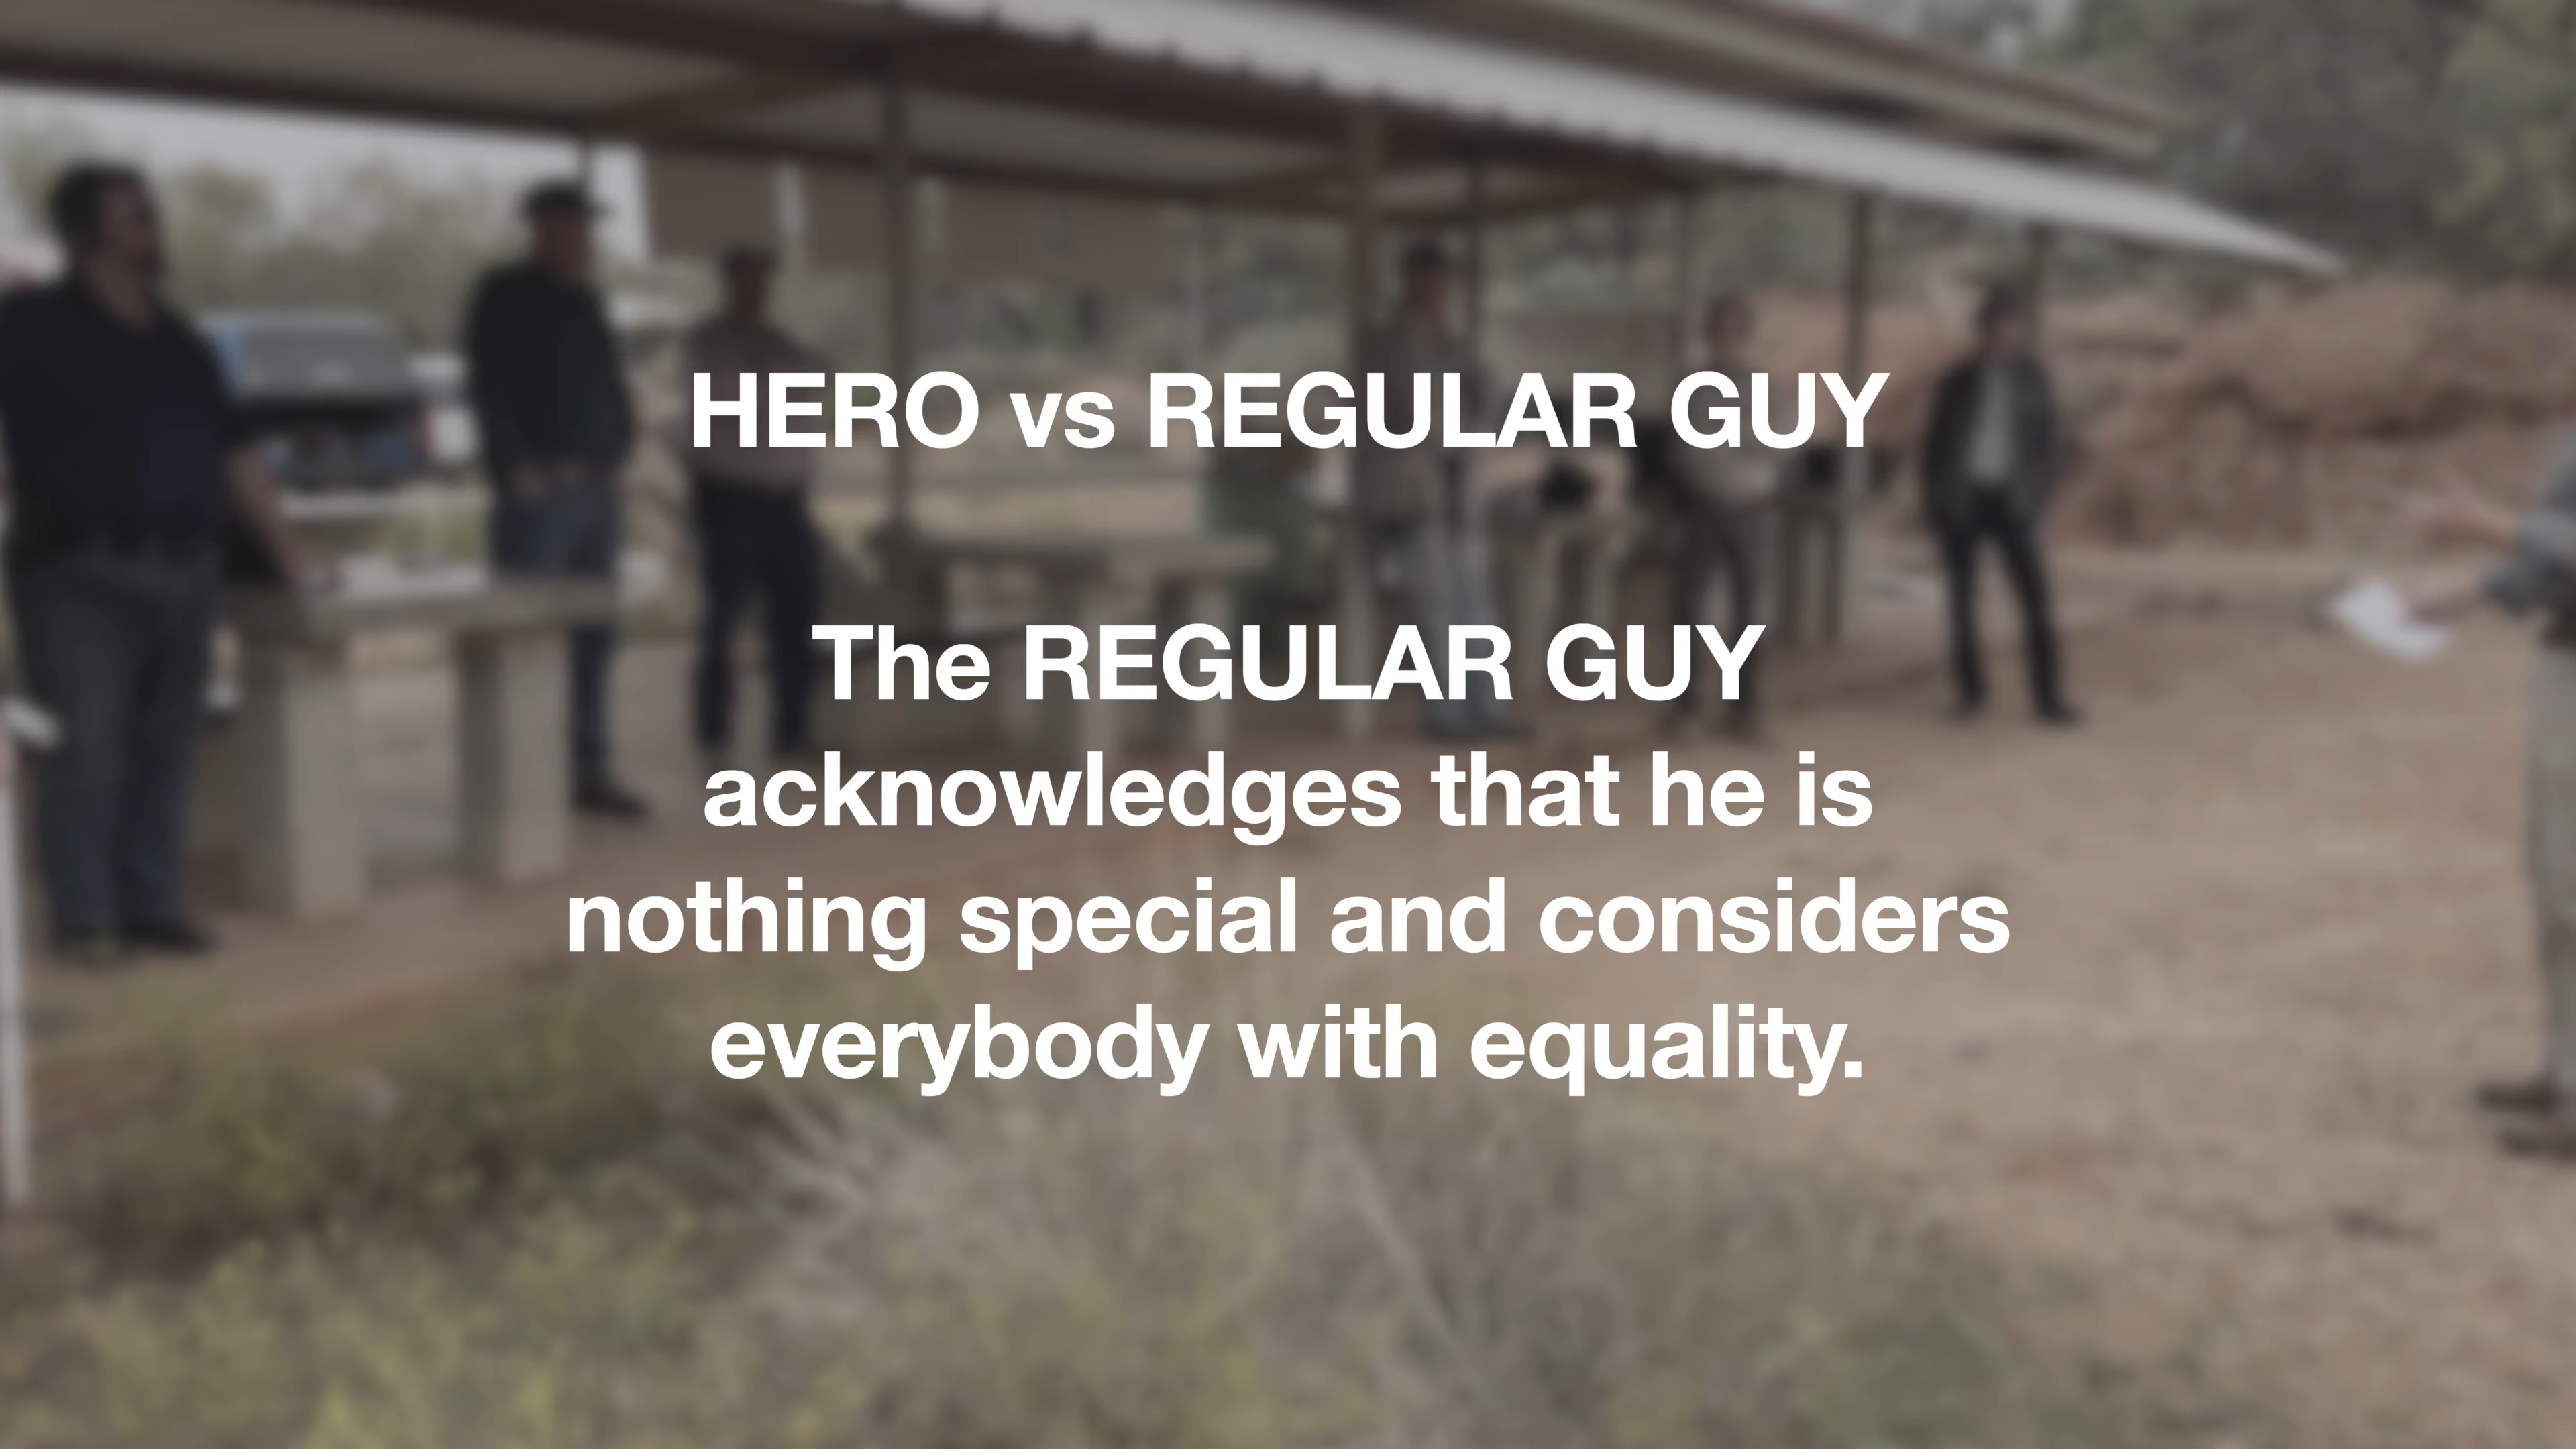 HERO vs REGULAR GUY
The REGULAR GUY
acknowledges that he is
nothing special and considers
everybody with equality.